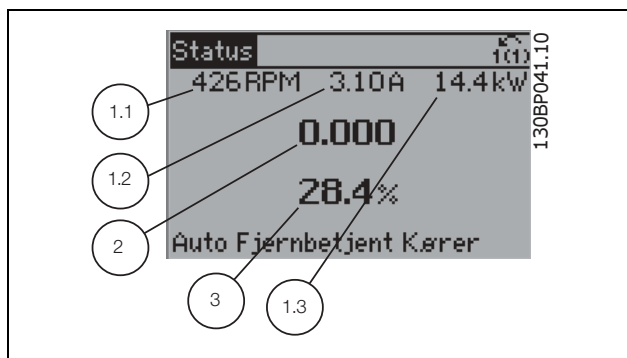 Status 1(1)
426RPM 3.10A 14.4kW
0.000
28.4%
Auto Fjernbetjent Kører
1.1
1.2
2
3
1.3
130BP041.10